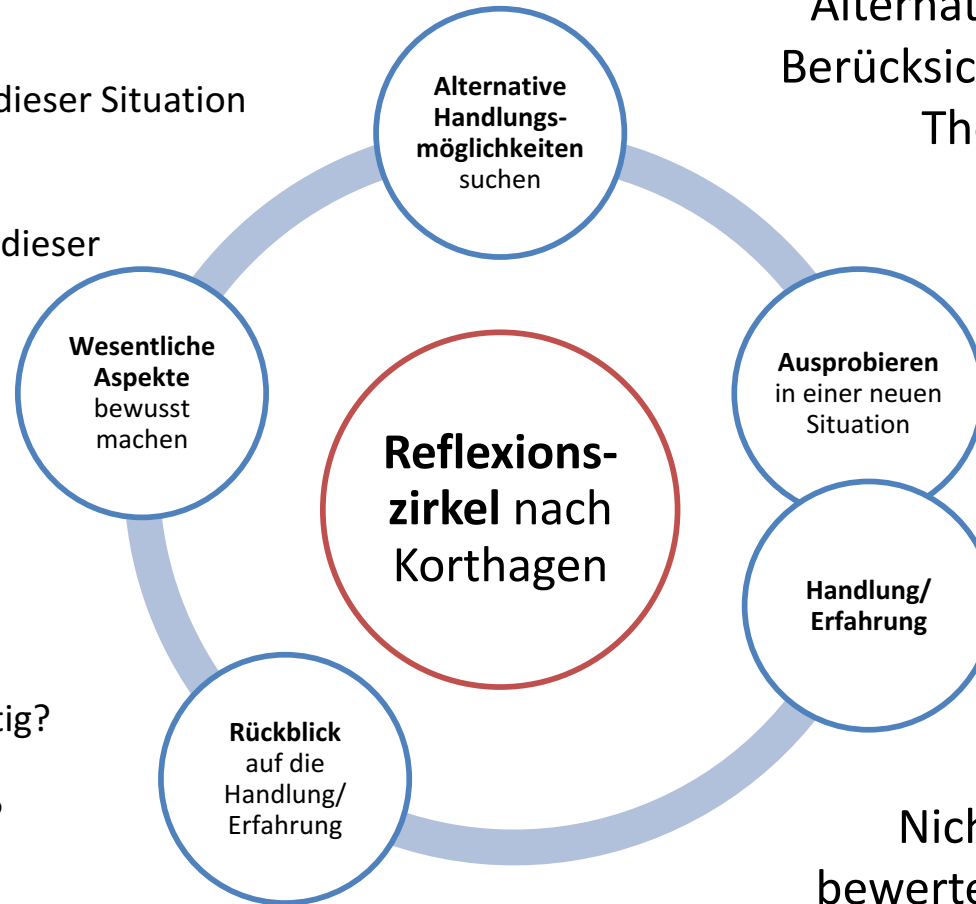 Alternat
Berücksic
Th
dieser Situation
Alternative
Handlungs-
möglichkeiten
suchen
dieser
Wesentliche
Aspekte
bewusst
machen
Ausprobieren
in einer neuen
Situation
Reflexions-
zirkel nach
Korthagen
Handlung/
Erfahrung
tig?
Rückblick
auf die
Handlung/
Erfahrung
Nich
bewerte